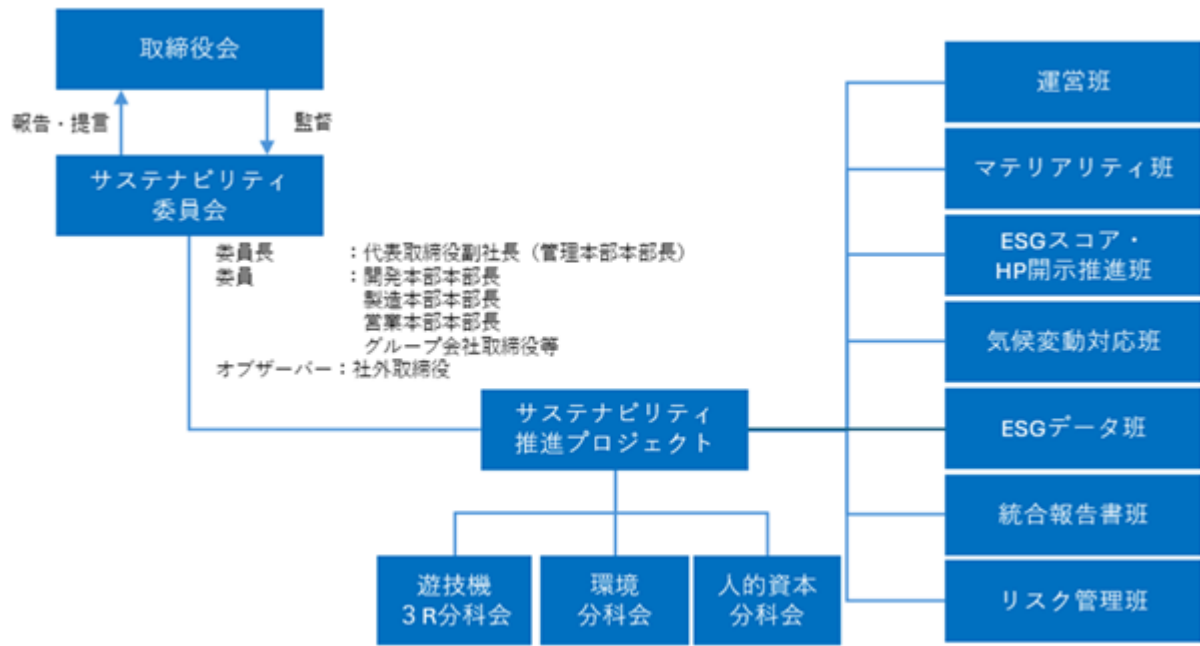 取締役会
報告・提言
監督
サステナビリティ
委員会
委員長　　　：代表取締役副社長（管理本部本部長）
委員　　　　：開発本部本部長
製造本部本部長
営業本部本部長
グループ会社取締役等
オブザーバー：社外取締役
サステナビリティ
推進プロジェクト
遊技機
３R分科会
環境
分科会
人的資本
分科会
運営班
マテリアリティ班
ESGスコア・
HP開示推進班
気候変動対応班
ESGデータ班
統合報告書班
リスク管理班